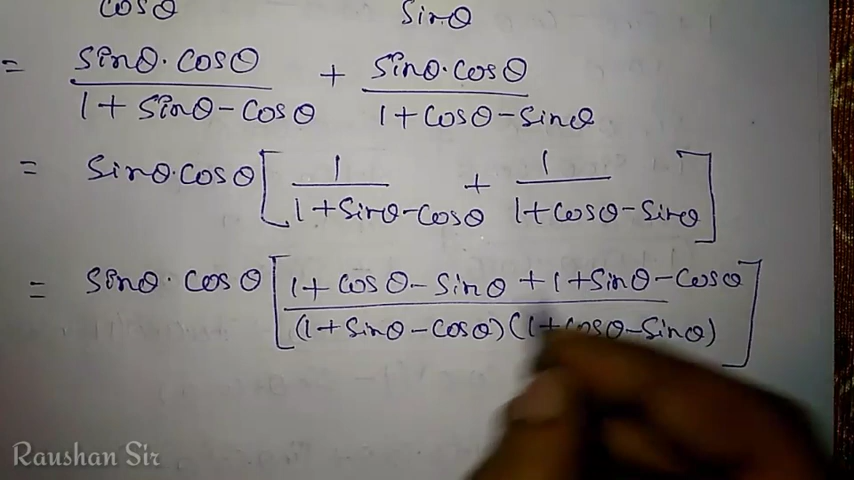 cosθ sinθ
= sinθ·cosθ / 1 + sinθ - cosθ + sinθ·cosθ / 1 + cosθ - sinθ
= sinθ·cosθ [ 1 / 1 + sinθ - cosθ + 1 / 1 + cosθ - sinθ ]
= sinθ·cosθ [ 1 + cosθ - sinθ + 1 + sinθ - cosθ / (1 + sinθ - cosθ) (1 + cosθ - sinθ) ]
Raushan Sir